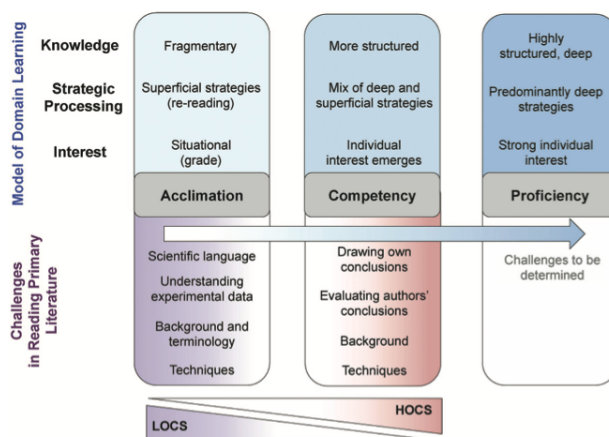 Model of Domain Learning
Knowledge
Fragmentary
More structured
Highly
structured, deep
Strategic
Processing
Superficial strategies
(re-reading)
Mix of deep and
superficial strategies
Predominantly deep
strategies
Interest
Situational
(grade)
Individual
interest emerges
Strong individual
interest
Acclimation
Competency
Proficiency
Challenges
in Reading Primary
Literature
Scientific language
Understanding
experimental data
Background and
terminology
Techniques
Drawing own
conclusions
Evaluating authors'
conclusions
Background
Techniques
Challenges to be
determined
LOCS
HOCS